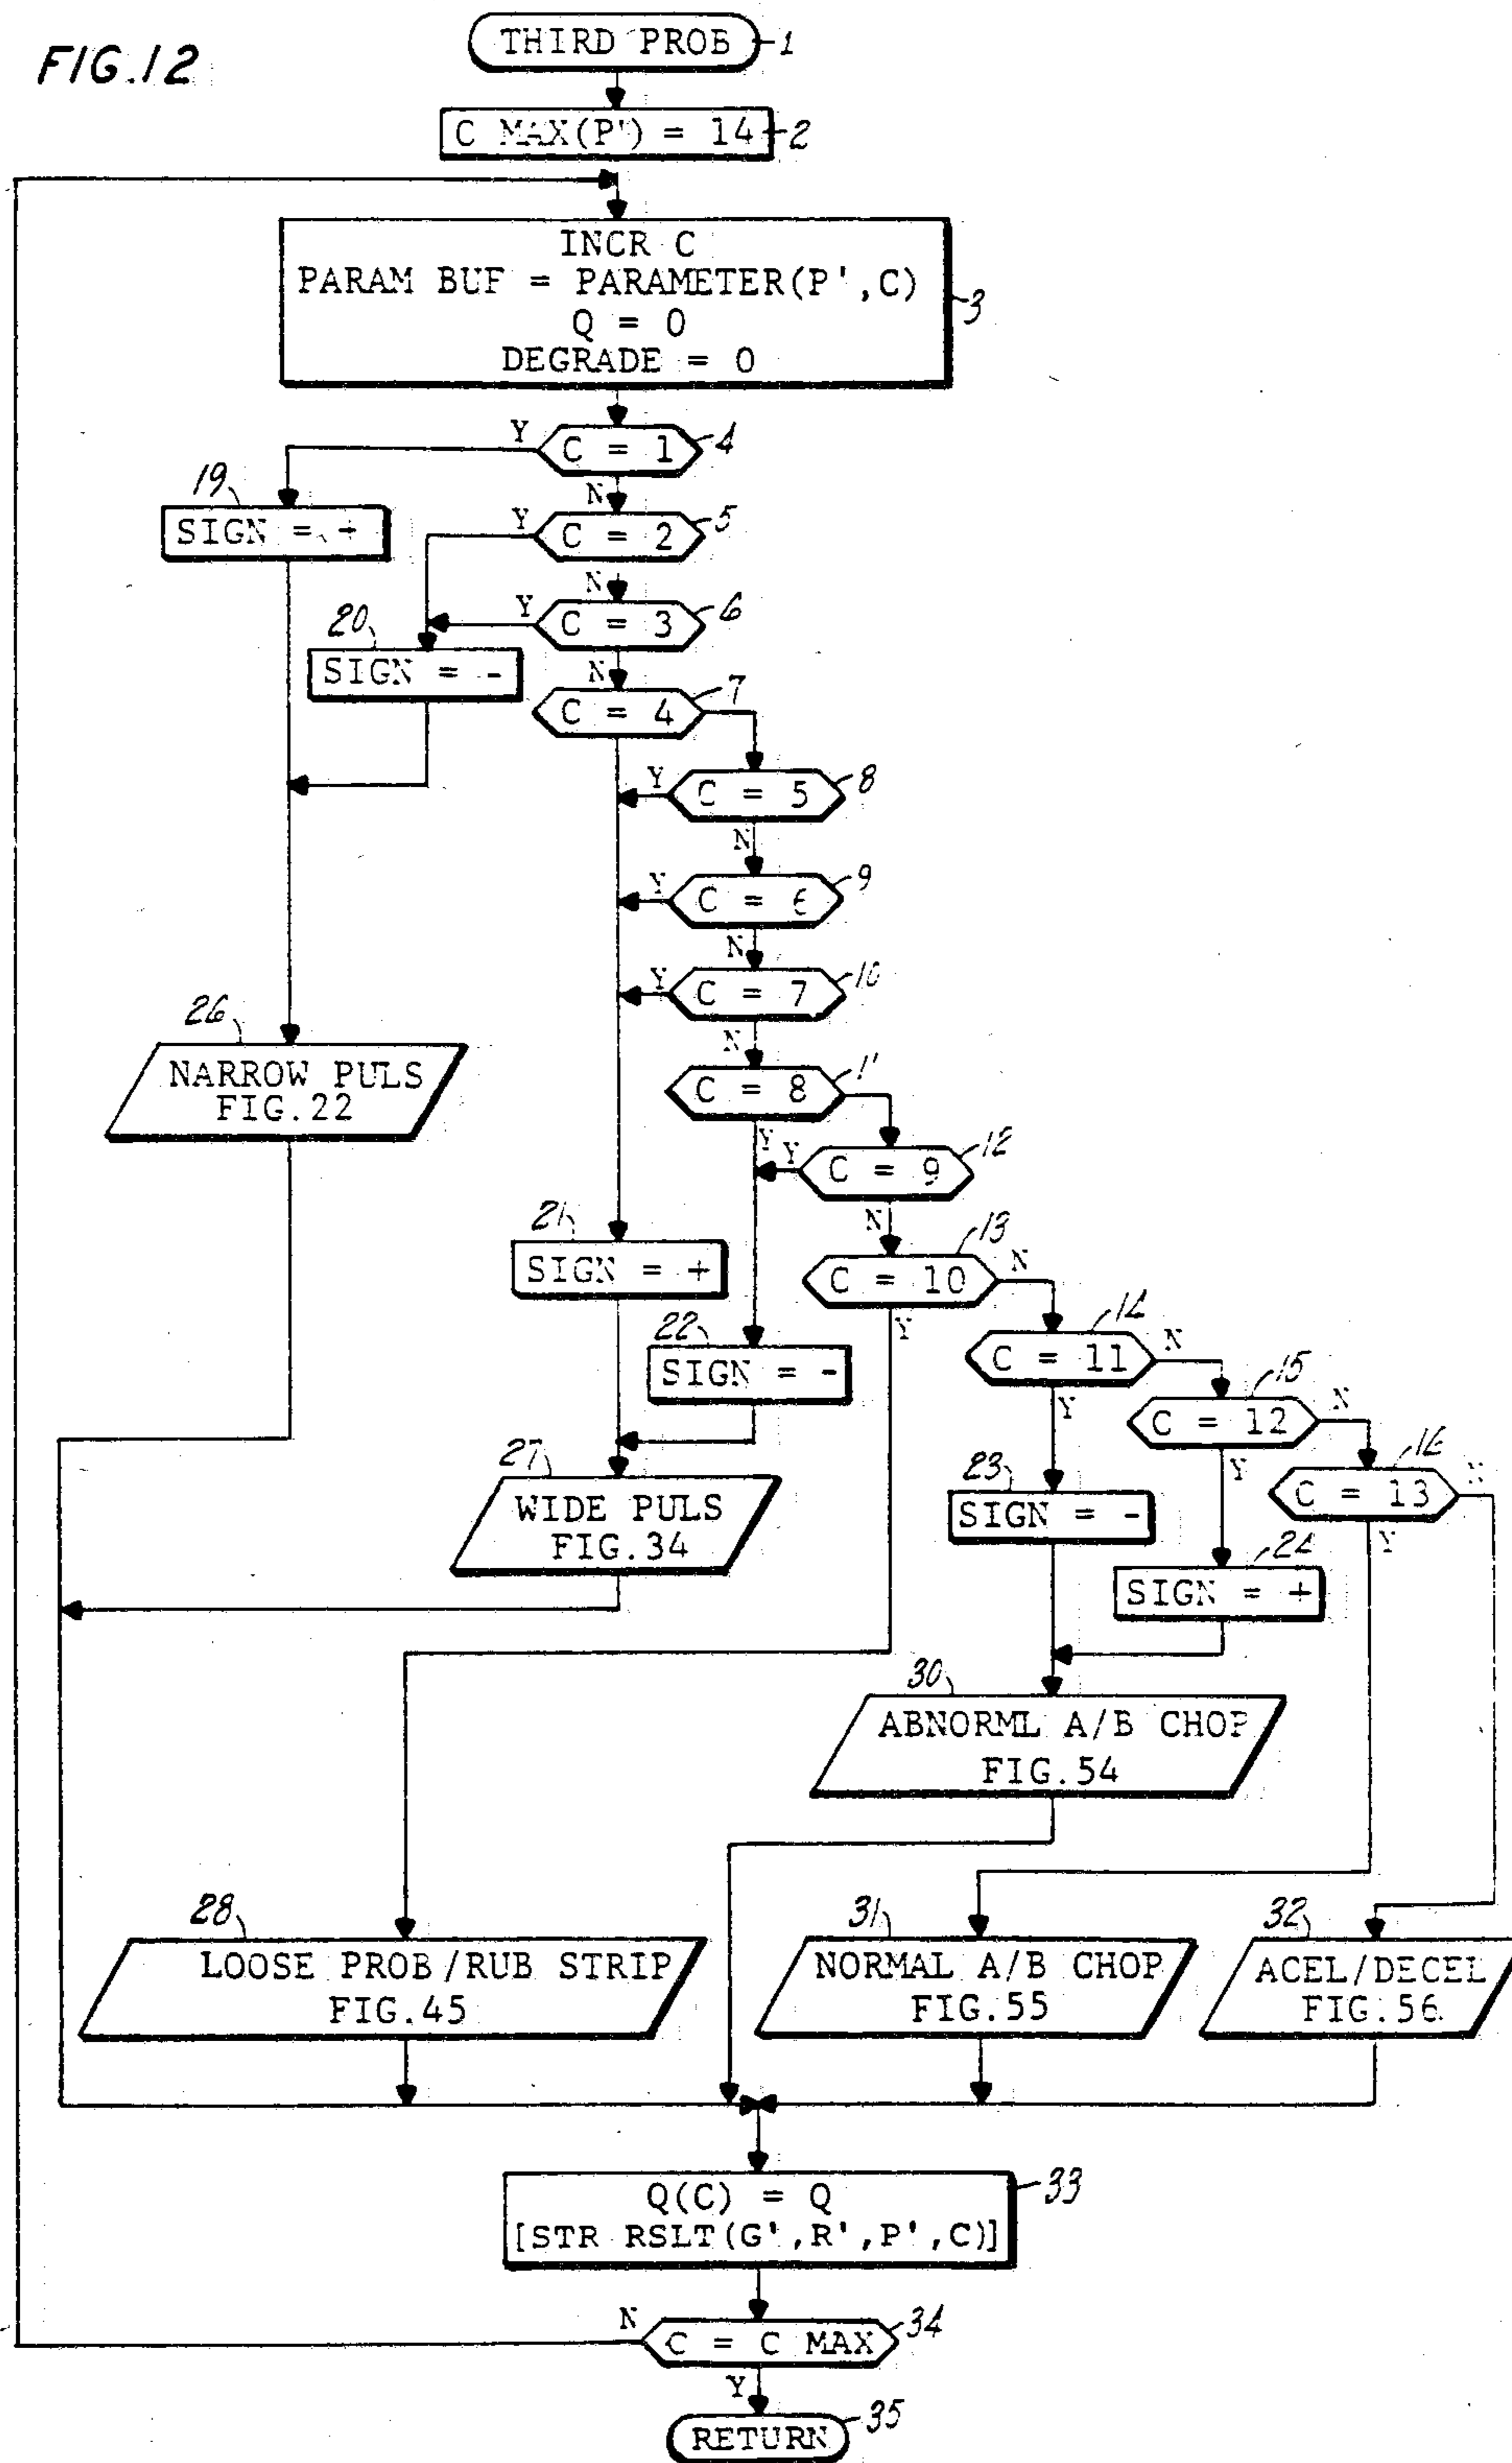 FIG.12
THIRD PROB
1
C MAX(P') = 14
2
INCR C
PARAM BUF = PARAMETER(P',C)
Q = 0
DEGRADE = 0
3
Y
C = 1
4
19
N
SIGN = +
Y
C = 2
5
N
Y
C = 3
6
20
SIGN = -
N
C = 4
7
Y
C = 5
8
N
Y
C = 6
9
N
Y
C = 7
10
N
26
NARROW PULS
FIG.22
C = 8
Y
Y
C = 9
12
N
21
SIGN = +
C = 10
13
N
Y
22
SIGN = -
C = 11
14
N
Y
C = 12
15
N
Y
C = 13
Y
27
WIDE PULS
FIG.34
23
SIGN = -
24
SIGN = +
30
ABNORML A/B CHOP
FIG.54
28
LOOSE PROB/RUB STRIP
FIG.45
31
NORMAL A/B CHOP
FIG.55
32
ACEL/DECEL
FIG.56
Q(C) = Q
[STR RSLT(G',R',P',C)]
33
N
C = C MAX
34
Y
RETURN
35